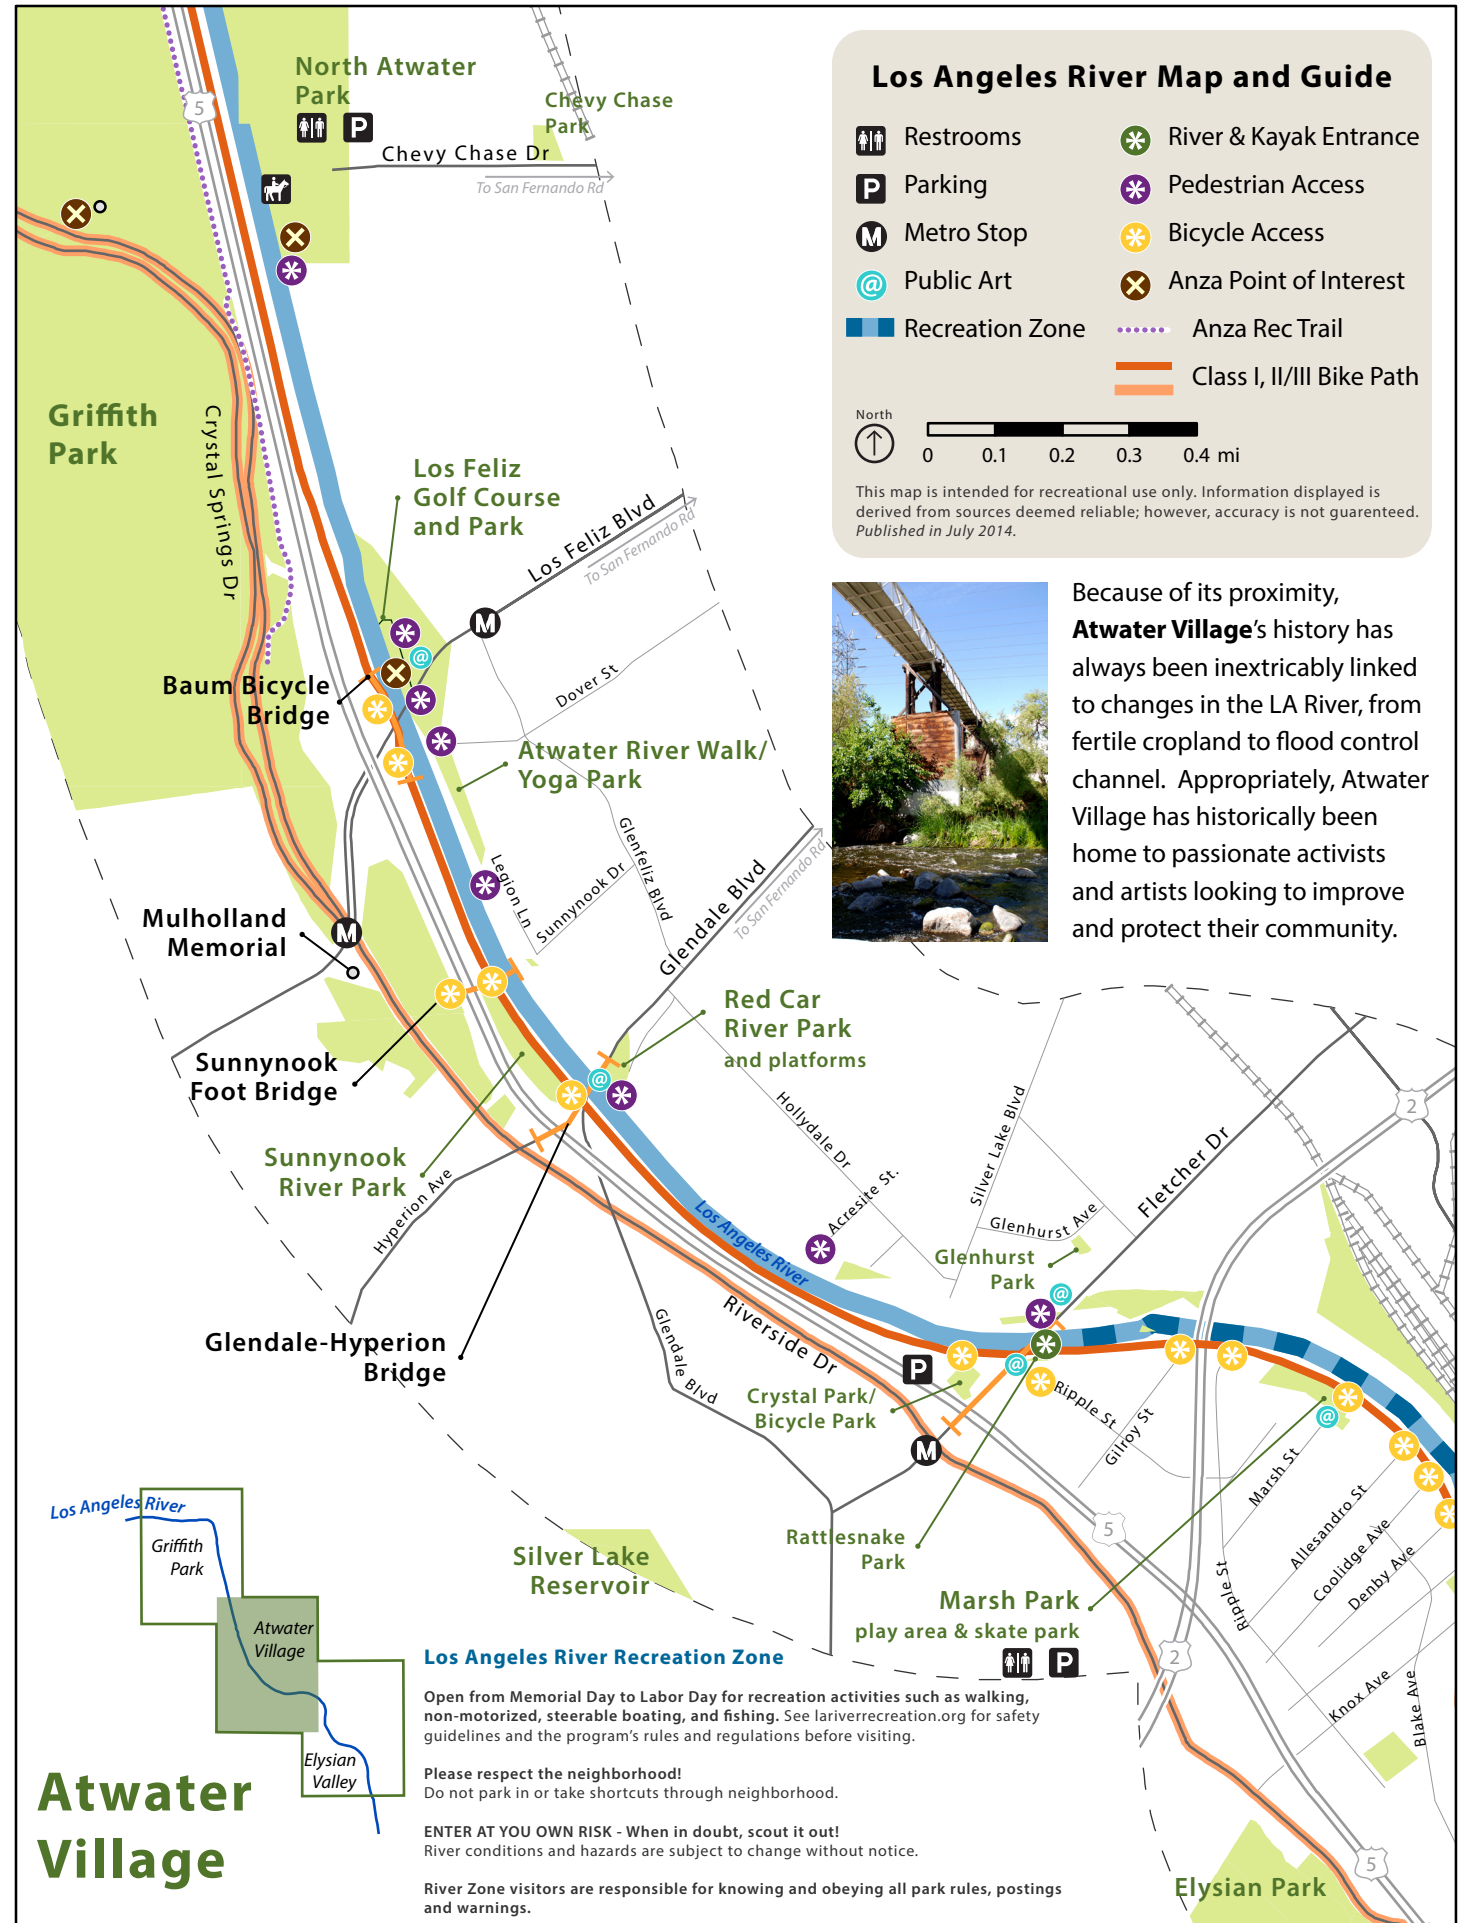 Los Angeles River Map and Guide
Restrooms
River & Kayak Entrance
P
Parking
Pedestrian Access
M
Metro Stop
Bicycle Access
@
Public Art
Anza Point of Interest
Recreation Zone
Anza Rec Trail
Class I, II/III Bike Path
North
0 0.1 0.2 0.3 0.4 mi
This map is intended for recreational use only. Information displayed is
derived from sources deemed reliable; however, accuracy is not guarenteed.
Published in July 2014.
Because of its proximity,
Atwater Village's history has
always been inextricably linked
to changes in the LA River, from
fertile cropland to flood control
channel. Appropriately, Atwater
Village has historically been
home to passionate activists
and artists looking to improve
and protect their community.
North Atwater
Park
P
5
Chevy Chase
Park
Chevy Chase Dr
To San Fernando Rd
Griffith
Park
Crystal Springs Dr
Los Feliz
Golf Course
and Park
Los Feliz Blvd
To San Fernando Rd
M
@
Dover St
Baum Bicycle
Bridge
Atwater River Walk/
Yoga Park
Glenfeliz Blvd
Legion Ln
Sunnynook Dr
Glendale Blvd
To San Fernando Rd
Mulholland
Memorial
M
Sunnynook
Foot Bridge
Red Car
River Park
and platforms
@
Sunnynook
River Park
Hyperion Ave
Hollydale Dr
Acresite St.
Silver Lake Blvd
Glenhurst Ave
Fletcher Dr
2
Glenhurst
Park
Los Angeles River
Glendale-Hyperion
Bridge
Glendale Blvd
Riverside Dr
P
@
@
Crystal Park/
Bicycle Park
M
Ripple St
Gilroy St
@
Marsh St
Allesandro St
Coolidge Ave
Denby Ave
Ripple St
5
Rattlesnake
Park
Silver Lake
Reservoir
Marsh Park
play area & skate park
P
2
Knox Ave
Blake Ave
5
Elysian Park
Los Angeles River
Griffith
Park
Atwater
Village
Elysian
Valley
Atwater
Village
Los Angeles River Recreation Zone
Open from Memorial Day to Labor Day for recreation activities such as walking,
non-motorized, steerable boating, and fishing. See lariverrecreation.org for safety
guidelines and the program's rules and regulations before visiting.
Please respect the neighborhood!
Do not park in or take shortcuts through neighborhood.
ENTER AT YOU OWN RISK - When in doubt, scout it out!
River conditions and hazards are subject to change without notice.
River Zone visitors are responsible for knowing and obeying all park rules, postings
and warnings.